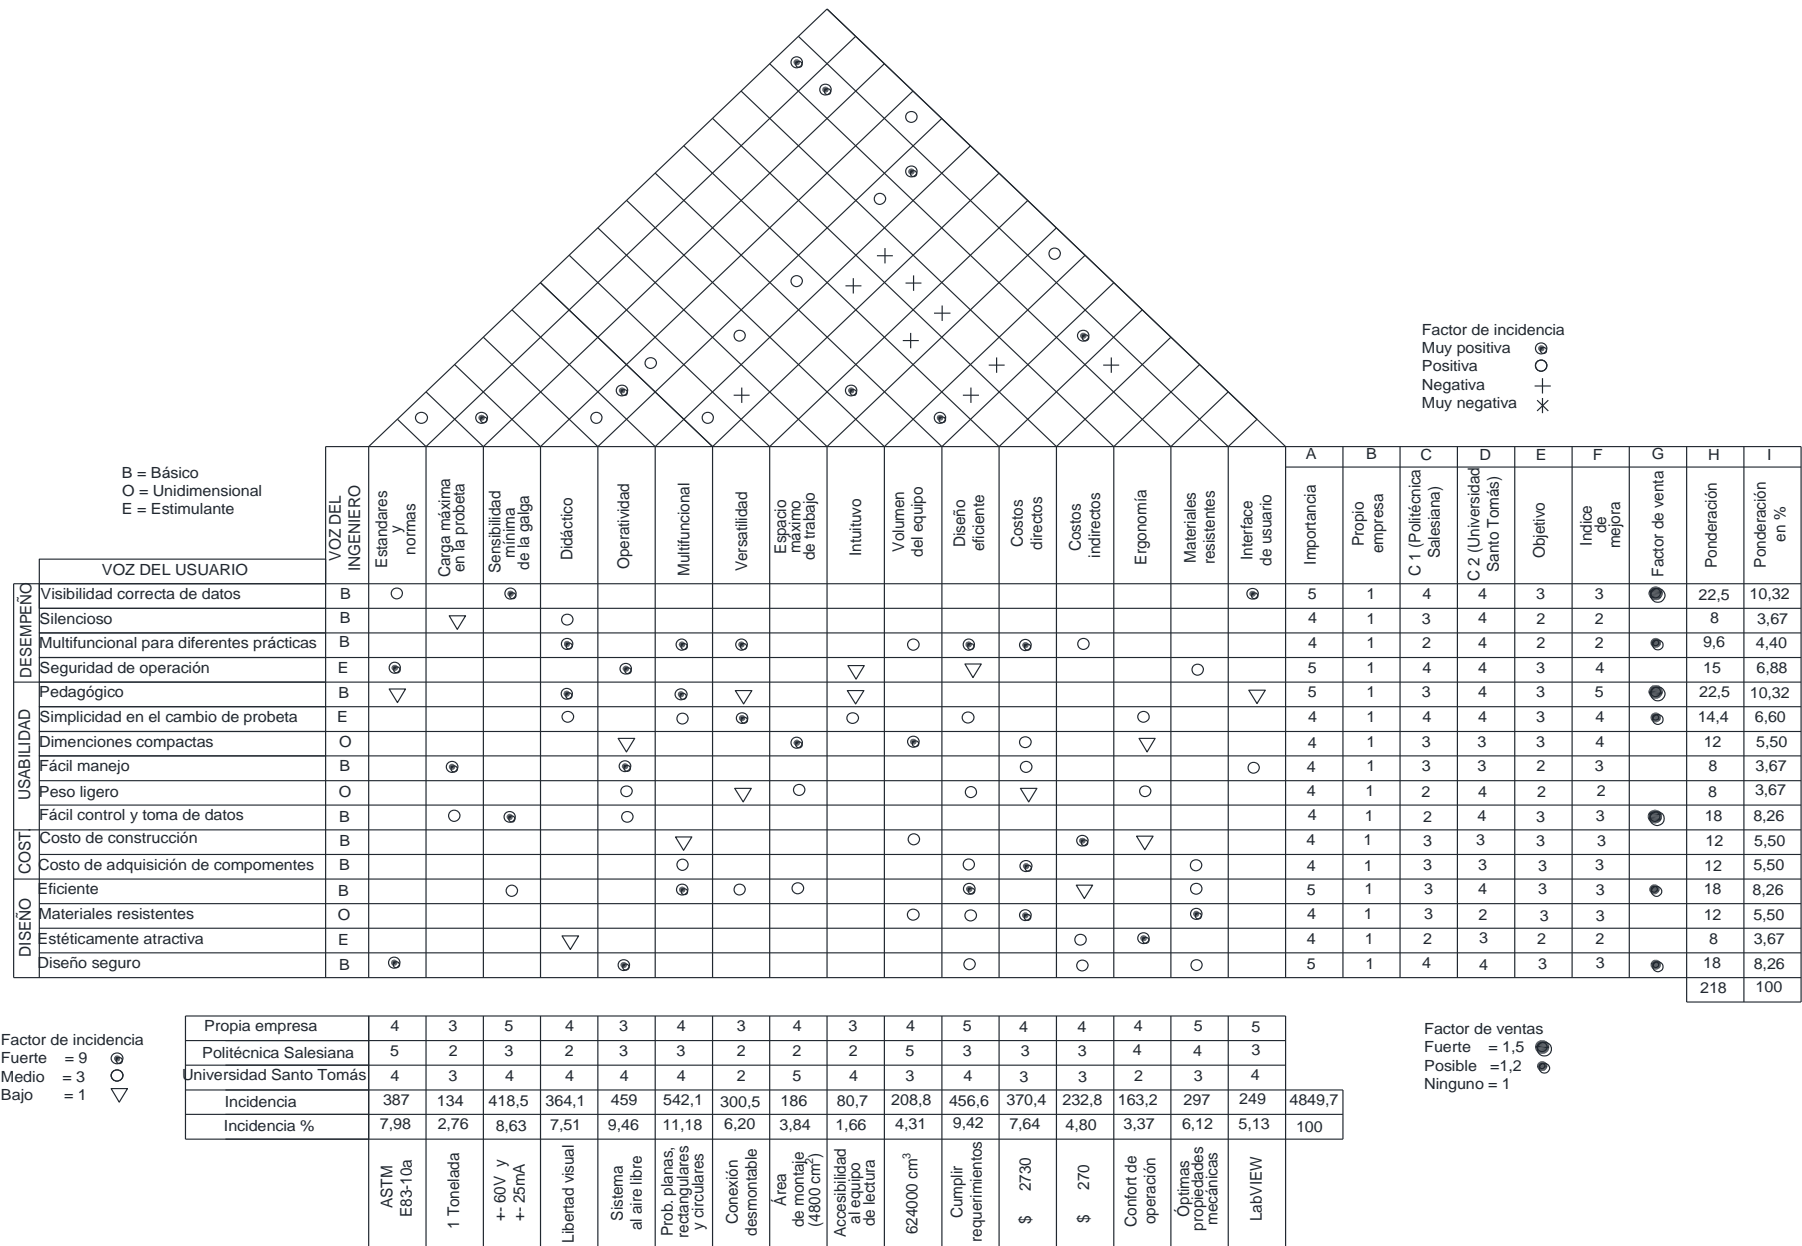 Factor de incidencia
Muy positiva
Positiva
Negativa
Muy negativa
B = Básico
O = Unidimensional
E = Estimulante
VOZ DEL USUARIO
VOZ DEL
INGENIERO
Estandares
y
normas
Carga máxima
en la probeta
Sensibilidad
mínima
de la galga
Didáctico
Operatividad
Multifuncional
Versatilidad
Espacio
máximo
de trabajo
Intuituvo
Volumen
del equipo
Diseño
eficiente
Costos
directos
Costos
indirectos
Ergonomía
Materiales
resistentes
Interface
de usuario
A B C D E F G H I
Importancia
Propio
empresa
C 1 (Politécnica
Salesiana)
C 2 (Universidad
Santo Tomás)
Objetivo
Indice
de
mejora
Factor de venta
Ponderación
Ponderación
en %
DESEMPEÑO
Visibilidad correcta de datos B 5 1 4 4 3 3 22,5 10,32
Silencioso B 4 1 3 4 2 2 8 3,67
Multifuncional para diferentes prácticas B 4 1 2 4 2 2 9,6 4,40
Seguridad de operación E 5 1 4 4 3 4 15 6,88
USABILIDAD
Pedagógico B 5 1 3 4 3 5 22,5 10,32
Simplicidad en el cambio de probeta E 4 1 4 4 3 4 14,4 6,60
Dimenciones compactas O 4 1 3 3 3 4 12 5,50
Fácil manejo B 4 1 3 3 2 3 8 3,67
Peso ligero O 4 1 2 4 2 2 8 3,67
Fácil control y toma de datos B 4 1 2 4 3 3 18 8,26
COST
Costo de construcción B 4 1 3 3 3 3 12 5,50
Costo de adquisición de compomentes B 4 1 3 3 3 3 12 5,50
DISEÑO
Eficiente B 5 1 3 4 3 3 18 8,26
Materiales resistentes O 4 1 3 2 3 3 12 5,50
Estéticamente atractiva E 4 1 2 3 2 2 8 3,67
Diseño seguro B 5 1 4 4 3 3 18 8,26
218 100
Factor de incidencia
Fuerte = 9
Medio = 3
Bajo = 1
Propia empresa 4 3 5 4 3 4 3 4 3 4 5 4 4 4 5 5
Politécnica Salesiana 5 2 3 2 3 3 2 2 2 5 3 3 3 4 4 3
Universidad Santo Tomás 4 3 4 4 4 4 2 5 4 3 4 3 3 2 3 4
Incidencia 387 134 418,5 364,1 459 542,1 300,5 186 80,7 208,8 456,6 370,4 232,8 163,2 297 249 4849,7
Incidencia % 7,98 2,76 8,63 7,51 9,46 11,18 6,20 3,84 1,66 4,31 9,42 7,64 4,80 3,37 6,12 5,13 100
ASTM
E83-10a
1 Tonelada
+- 60V y
+- 25mA
Libertad visual
Sistema
al aire libre
Prob. planas,
rectangulares
y circulares
Conexión
desmontable
Área
de montaje
(4800 cm²)
Accesibilidad
al equipo
de lectura
624000 cm³
Cumplir
requerimientos
$ 2730
$ 270
Confort de
operación
Óptimas
propiedades
mecánicas
LabVIEW
Factor de ventas
Fuerte = 1,5
Posible =1,2
Ninguno = 1